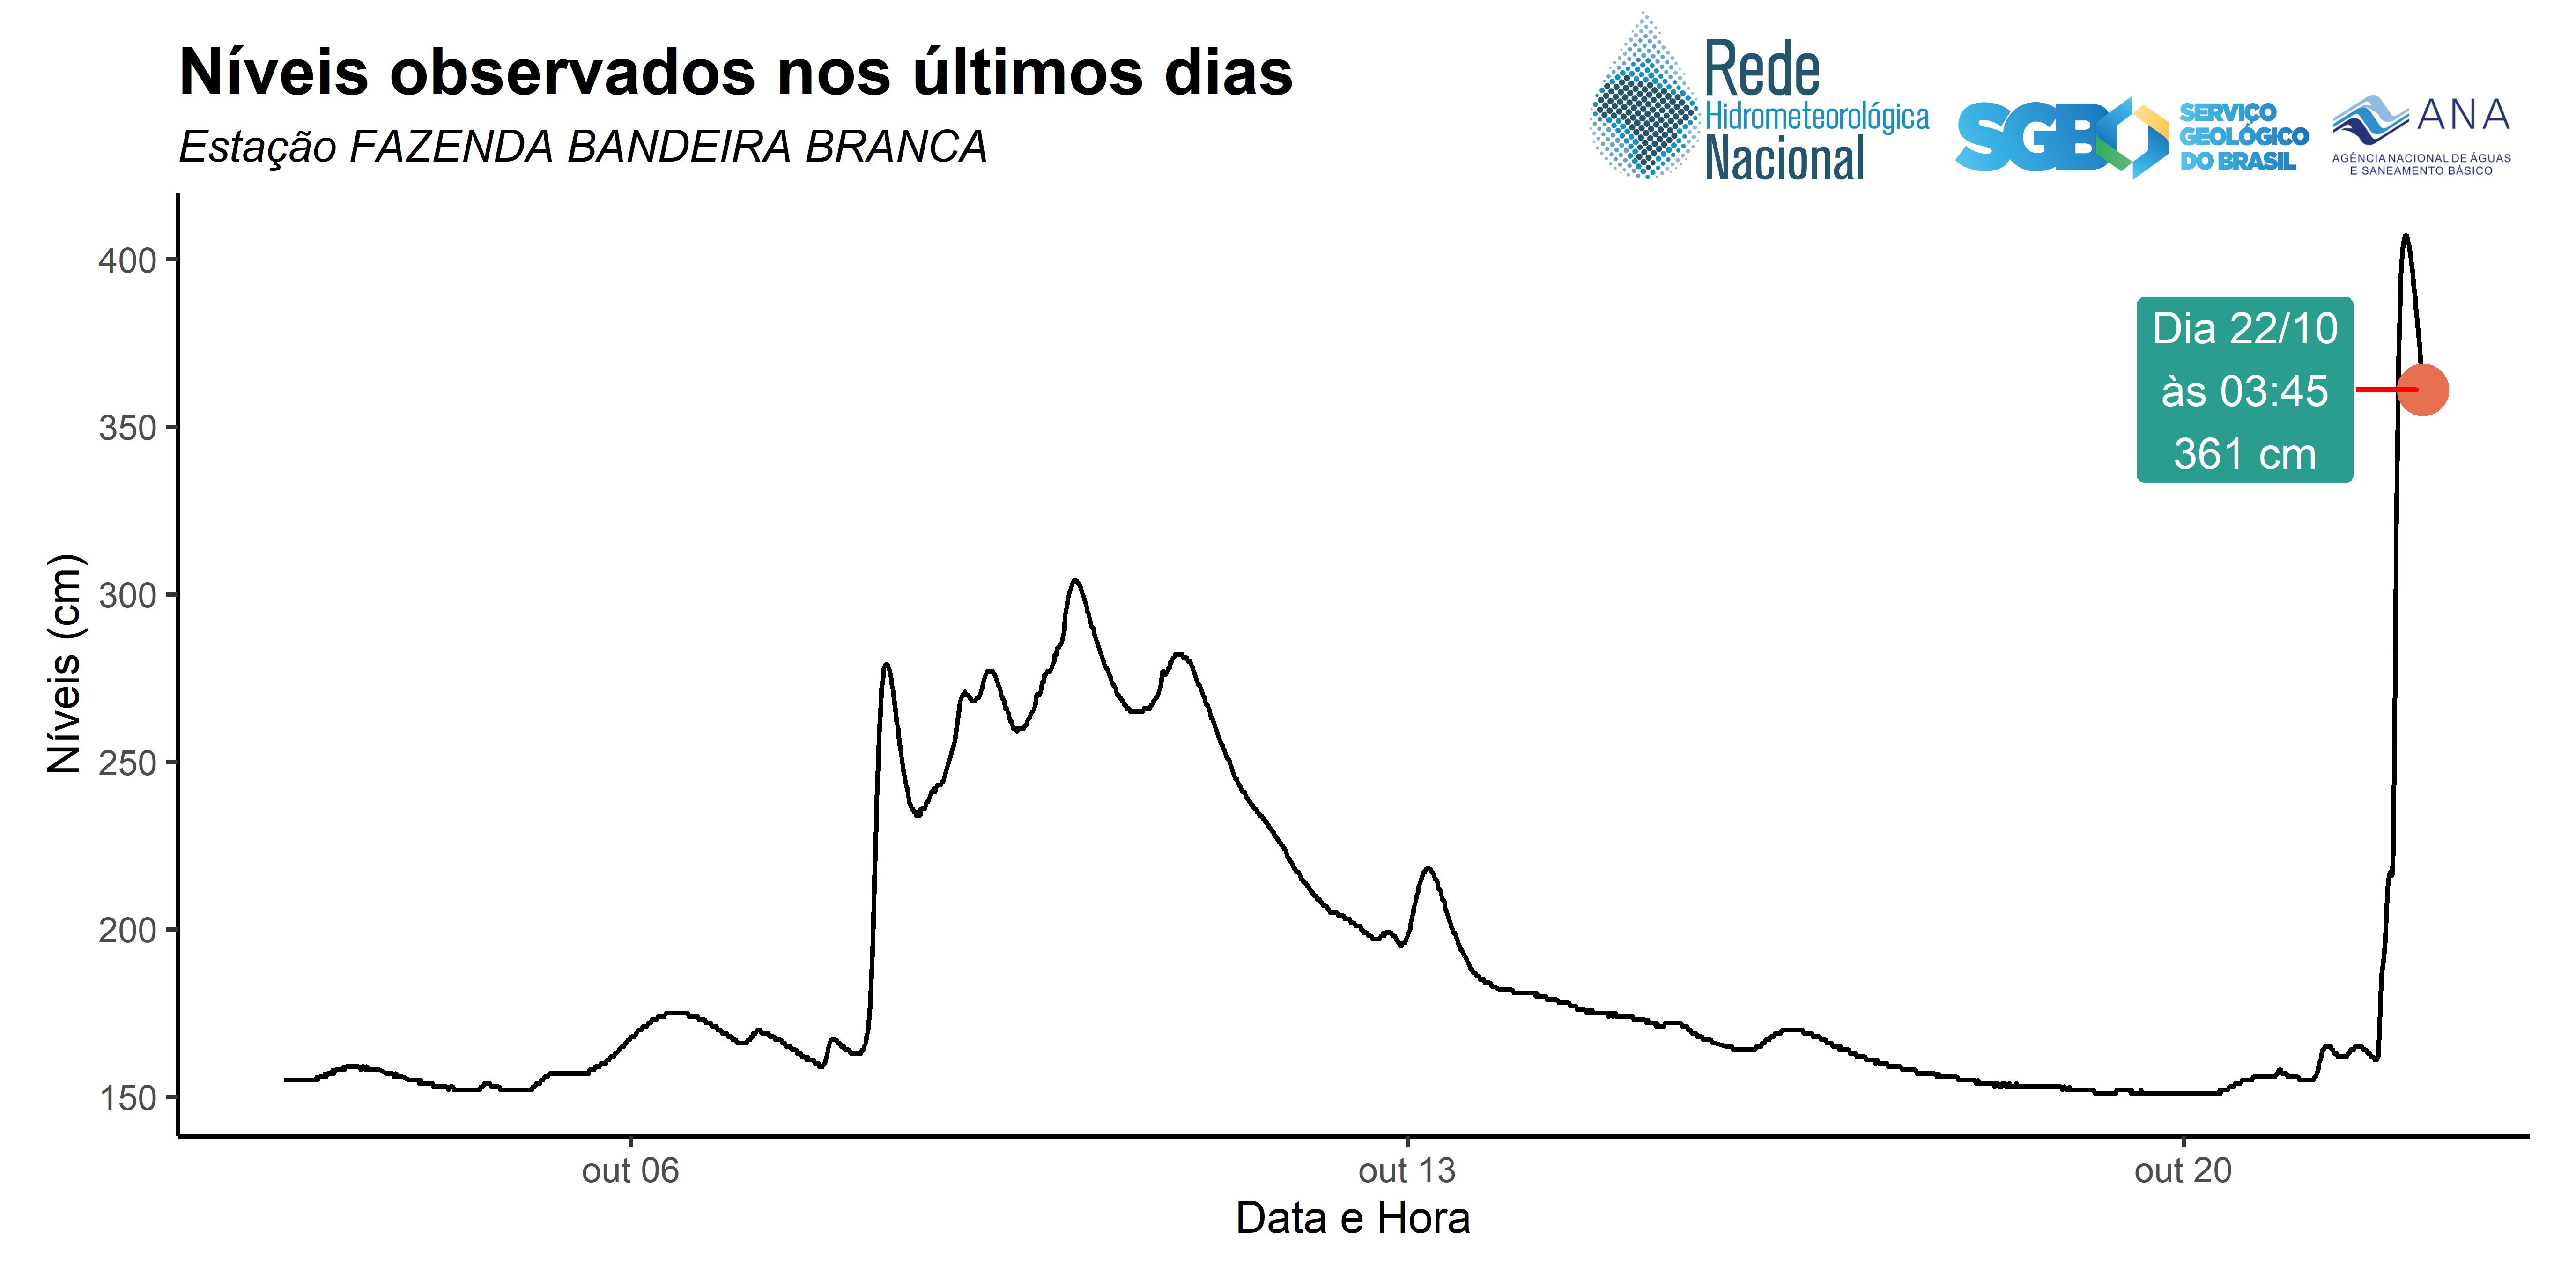 Níveis observados nos últimos dias
Estação FAZENDA BANDEIRA BRANCA
Rede
Hidrometeorológica
Nacional
SGB
SERVIÇO
GEOLÓGICO
DO BRASIL
ANA
AGÊNCIA NACIONAL DE ÁGUAS
E SANEAMENTO BÁSICO
Níveis (cm)
400
350
300
250
200
150
Dia 22/10
às 03:45
361 cm
out 06
out 13
out 20
Data e Hora